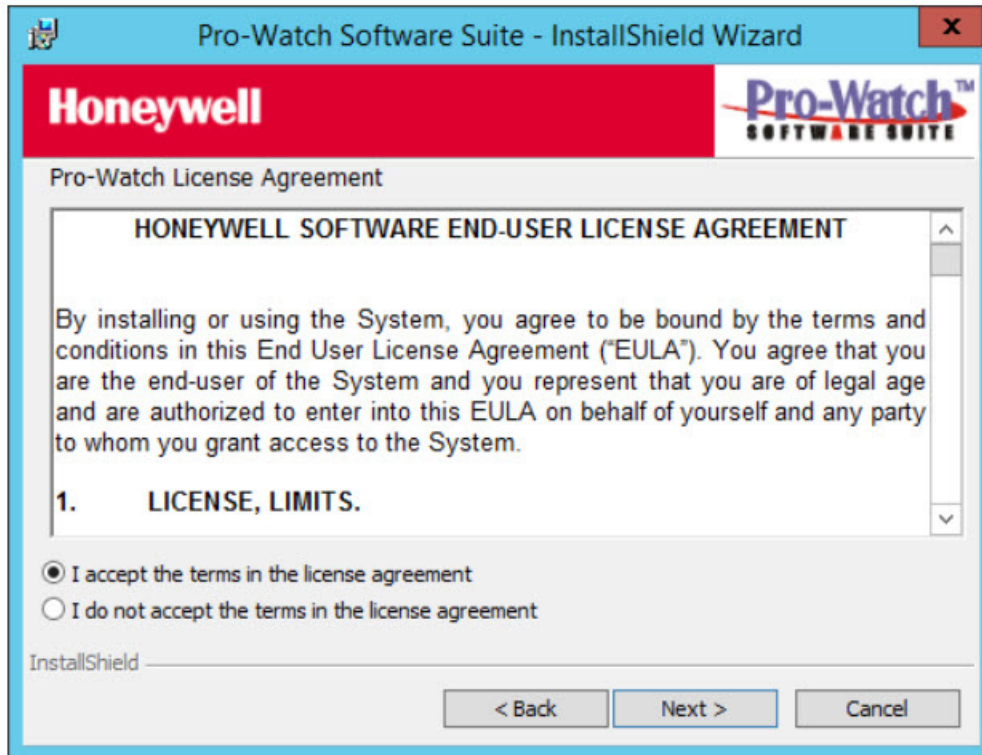 Pro-Watch Software Suite - InstallShield Wizard
x
Honeywell
Pro-Watch™
SOFTWARE SUITE
Pro-Watch License Agreement
HONEYWELL SOFTWARE END-USER LICENSE AGREEMENT
By installing or using the System, you agree to be bound by the terms and
conditions in this End User License Agreement (“EULA”). You agree that you
are the end-user of the System and you represent that you are of legal age
and are authorized to enter into this EULA on behalf of yourself and any party
to whom you grant access to the System.
1. LICENSE, LIMITS.
I accept the terms in the license agreement
I do not accept the terms in the license agreement
InstallShield
< Back Next > Cancel